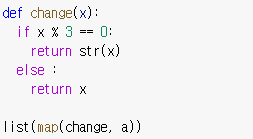 def change(x):
  if x % 3 == 0:
    return str(x)
  else :
    return x

list(map(change, a))